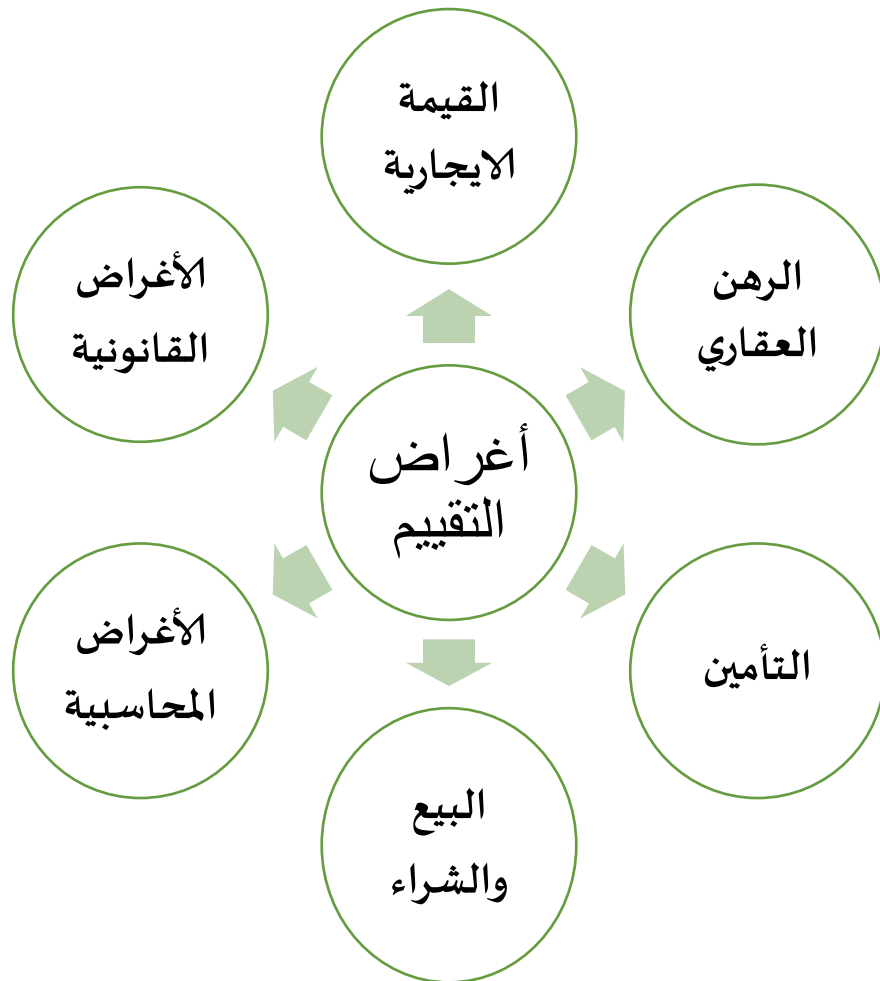 القيمة
الايجارية
الرهن
العقاري
الأغراض
القانونية
أغراض
التقييم
التأمين
الأغراض
المحاسبية
البيع
والشراء